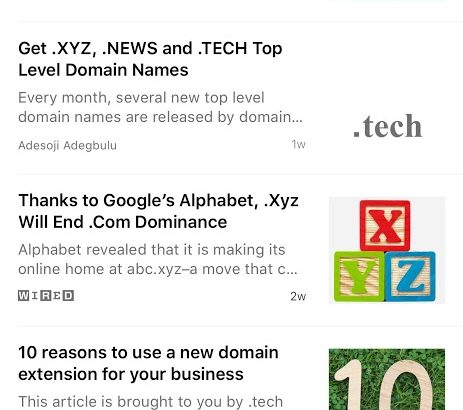 Get .XYZ, .NEWS and .TECH Top
Level Domain Names
Every month, several new top level
domain names are released by domain...
Adesoji Adegbulu
1w
.tech
Thanks to Google’s Alphabet, .Xyz
Will End .Com Dominance
Alphabet revealed that it is making its
online home at abc.xyz–a move that c...
WIRED
2w
X
Y Z
10 reasons to use a new domain
extension for your business
This article is brought to you by .tech
10